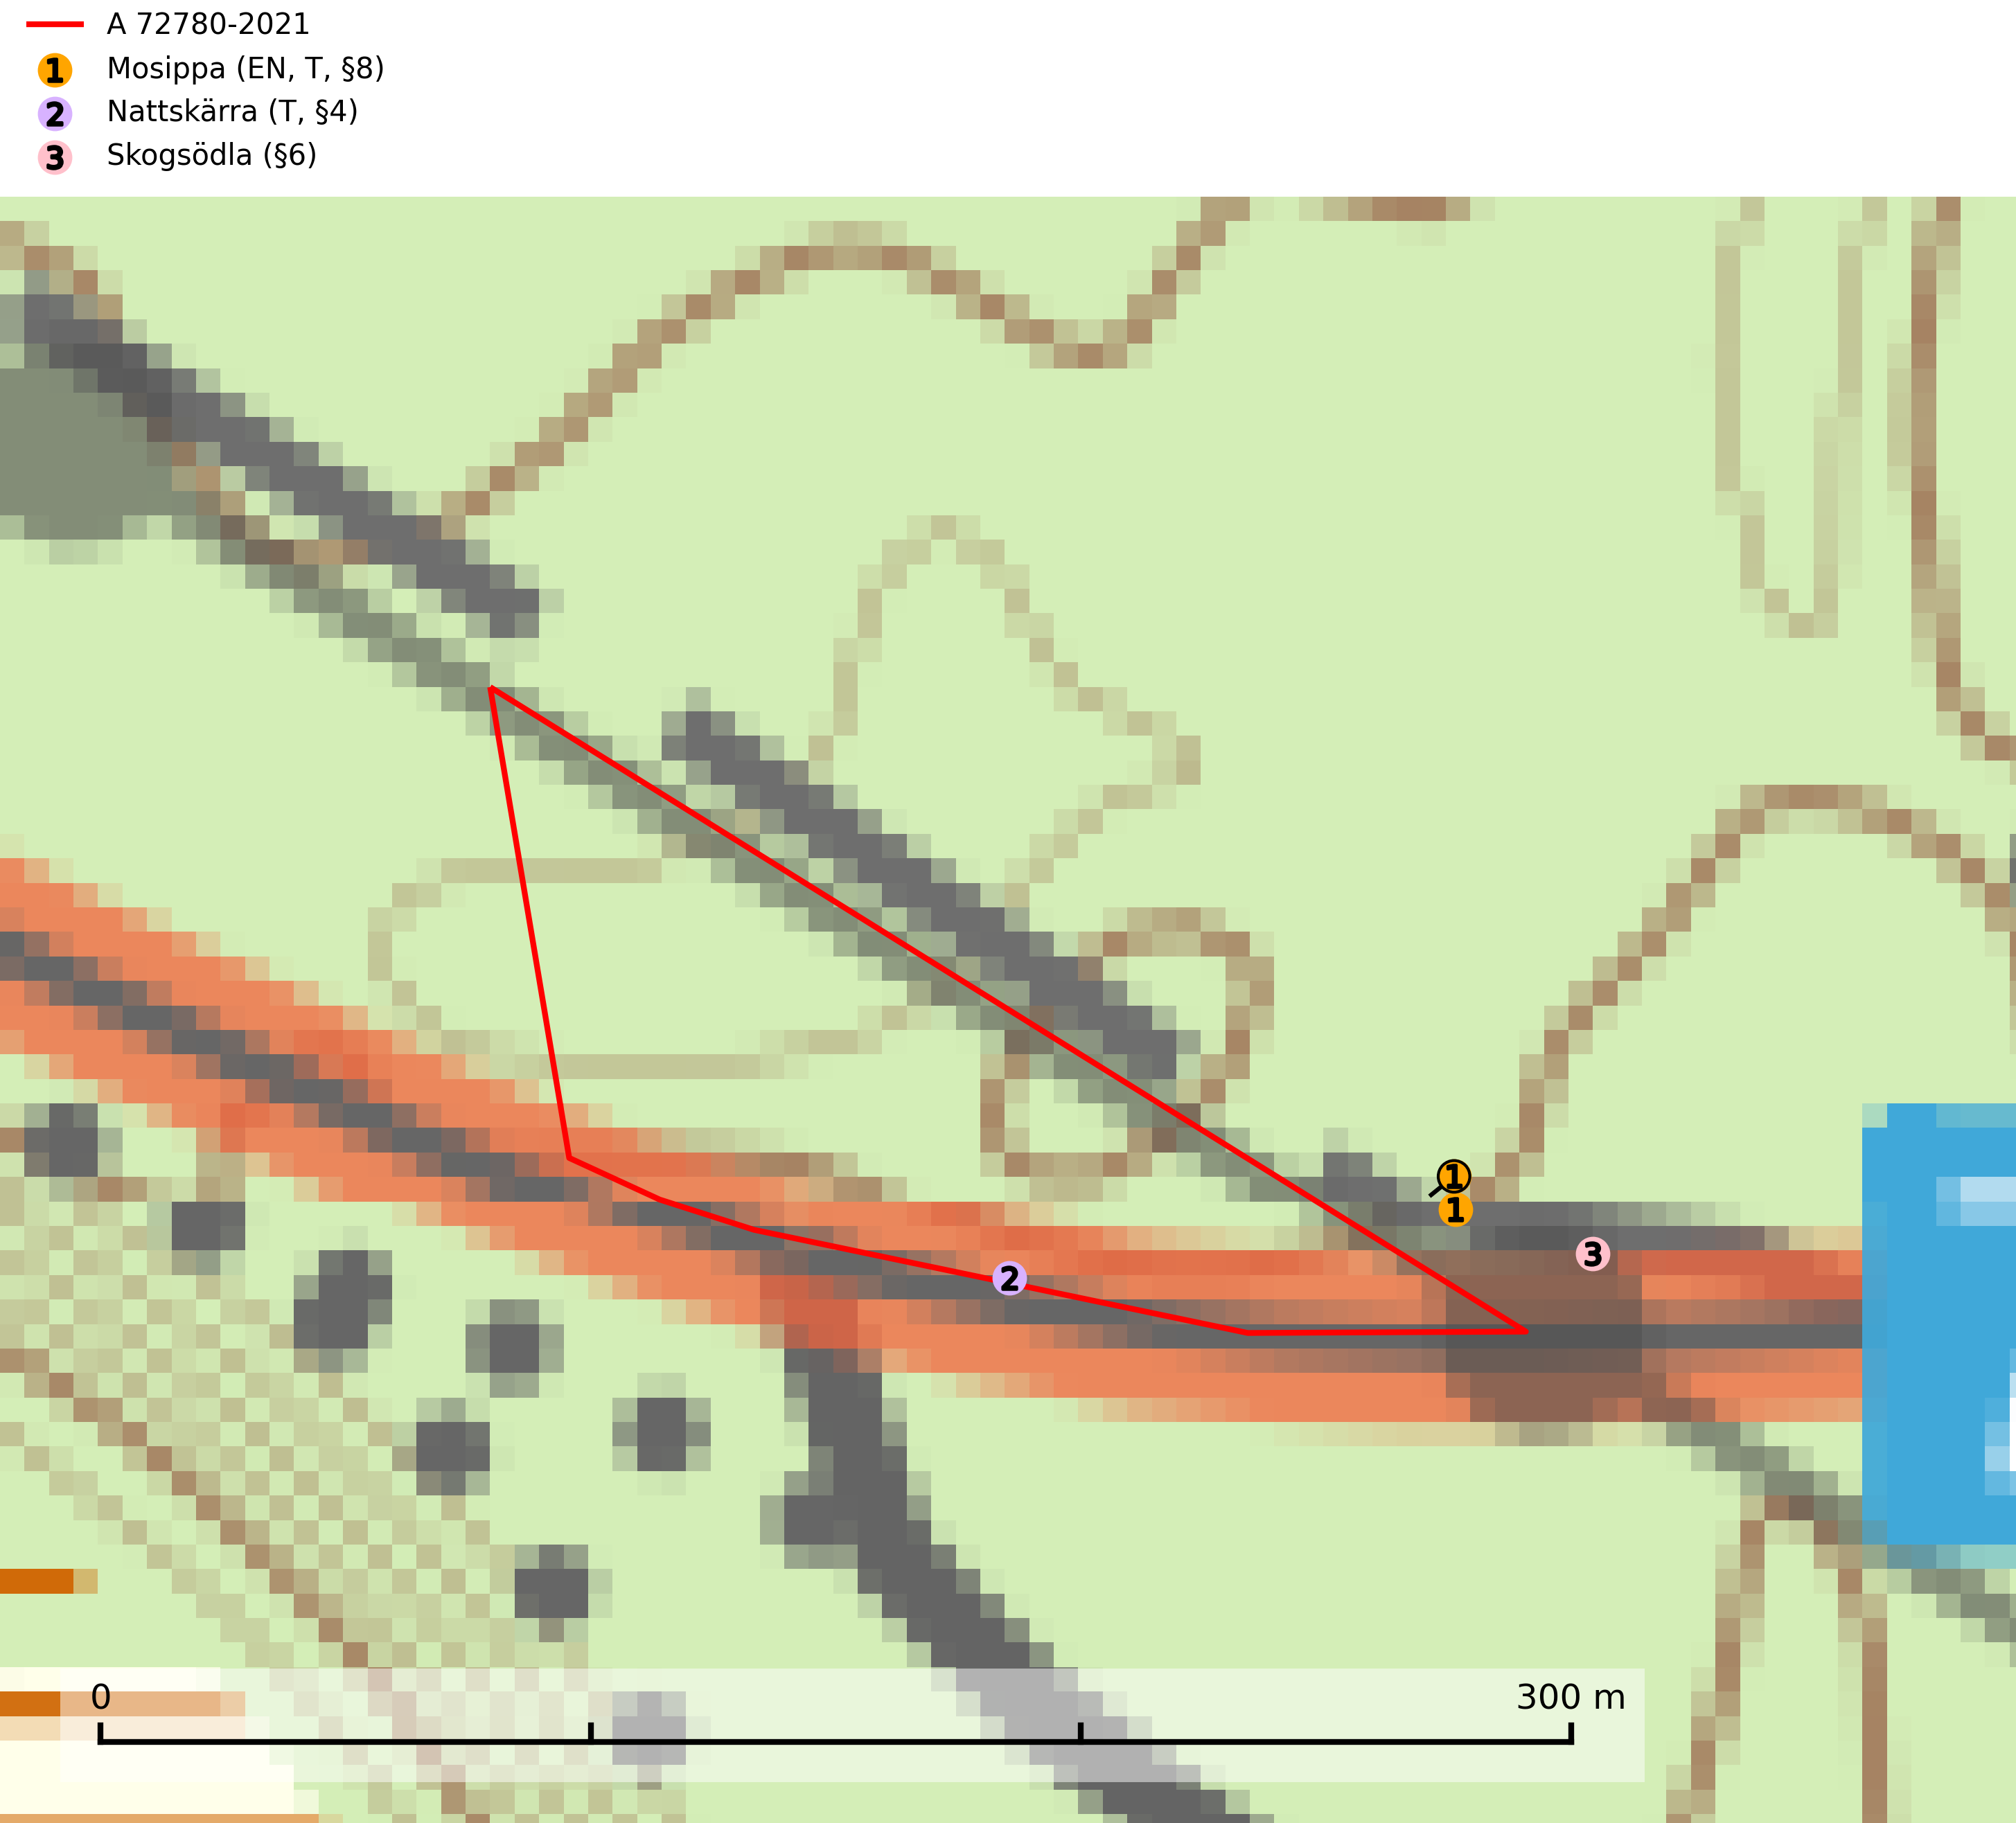 A 72780-2021
1 Mosippa (EN, T, §8)
2 Nattskärra (T, §4)
3 Skogsödla (§6)
1
1
3
2
0 300 m